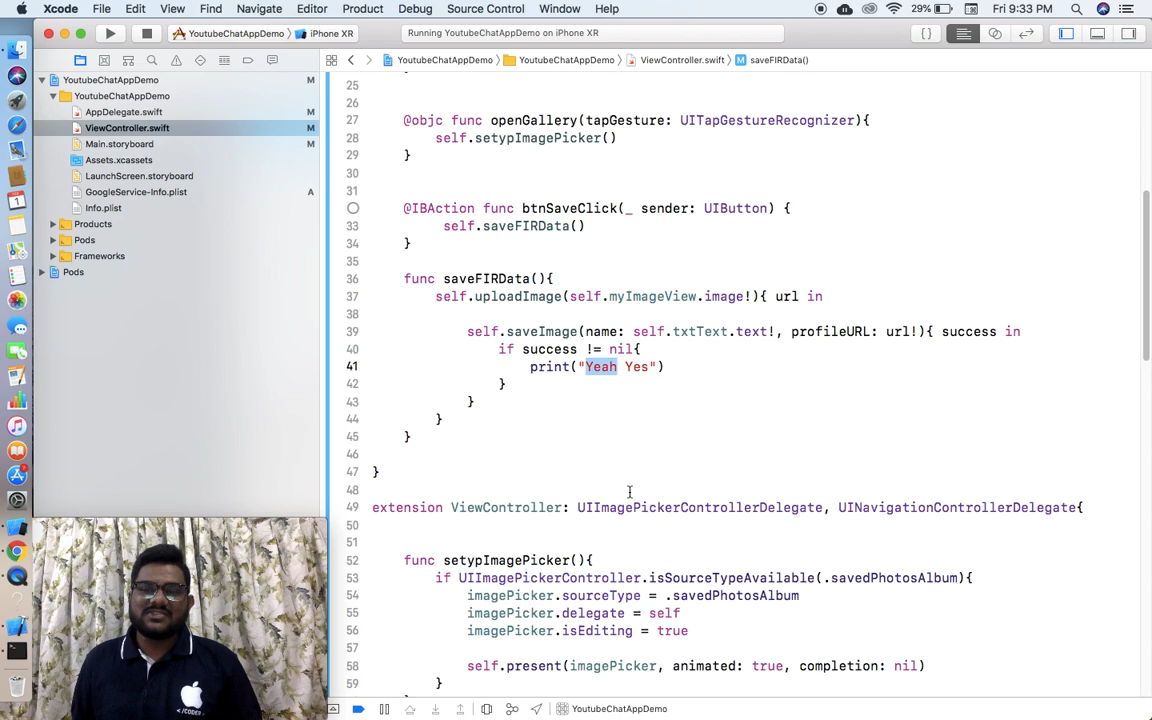 Xcode File Edit View Find Navigate Editor Product Debug Source Control Window Help 29% Fri 9:33 PM
YoutubeChatAppDemo iPhone XR Running YoutubeChatAppDemo on iPhone XR
YoutubeChatAppDemo YoutubeChatAppDemo ViewController.swift M saveFIRData()
YoutubeChatAppDemo M
YoutubeChatAppDemo
AppDelegate.swift M
ViewController.swift M
Main.storyboard M
Assets.xcassets
LaunchScreen.storyboard
GoogleService-Info.plist A
Info.plist
Products
Pods
Frameworks
Pods
25
26
27 @objc func openGallery(tapGesture: UITapGestureRecognizer){
28 self.setypImagePicker()
29 }
30
31
@IBAction func btnSaveClick(_ sender: UIButton) {
33 self.saveFIRData()
34 }
35
36 func saveFIRData(){
37 self.uploadImage(self.myImageView.image!){ url in
38
39 self.saveImage(name: self.txtText.text!, profileURL: url!){ success in
40 if success != nil{
41 print("Yeah Yes")
42 }
43 }
44 }
45 }
46
47 }
48
49 extension ViewController: UIImagePickerControllerDelegate, UINavigationControllerDelegate{
50
51
52 func setypImagePicker(){
53 if UIImagePickerController.isSourceTypeAvailable(.savedPhotosAlbum){
54 imagePicker.sourceType = .savedPhotosAlbum
55 imagePicker.delegate = self
56 imagePicker.isEditing = true
57
58 self.present(imagePicker, animated: true, completion: nil)
59 }
YoutubeChatAppDemo